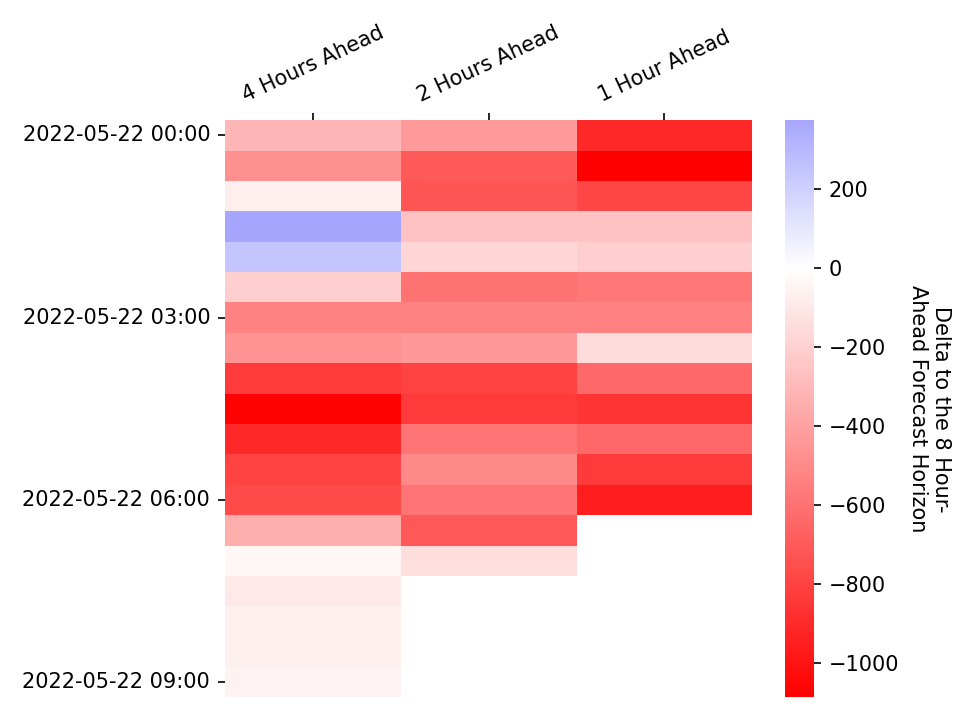 4 Hours Ahead
2 Hours Ahead
1 Hour Ahead
2022-05-22 00:00
2022-05-22 03:00
2022-05-22 06:00
2022-05-22 09:00
200
0
−200
−400
−600
−800
−1000
Delta to the 8 Hour-
Ahead Forecast Horizon